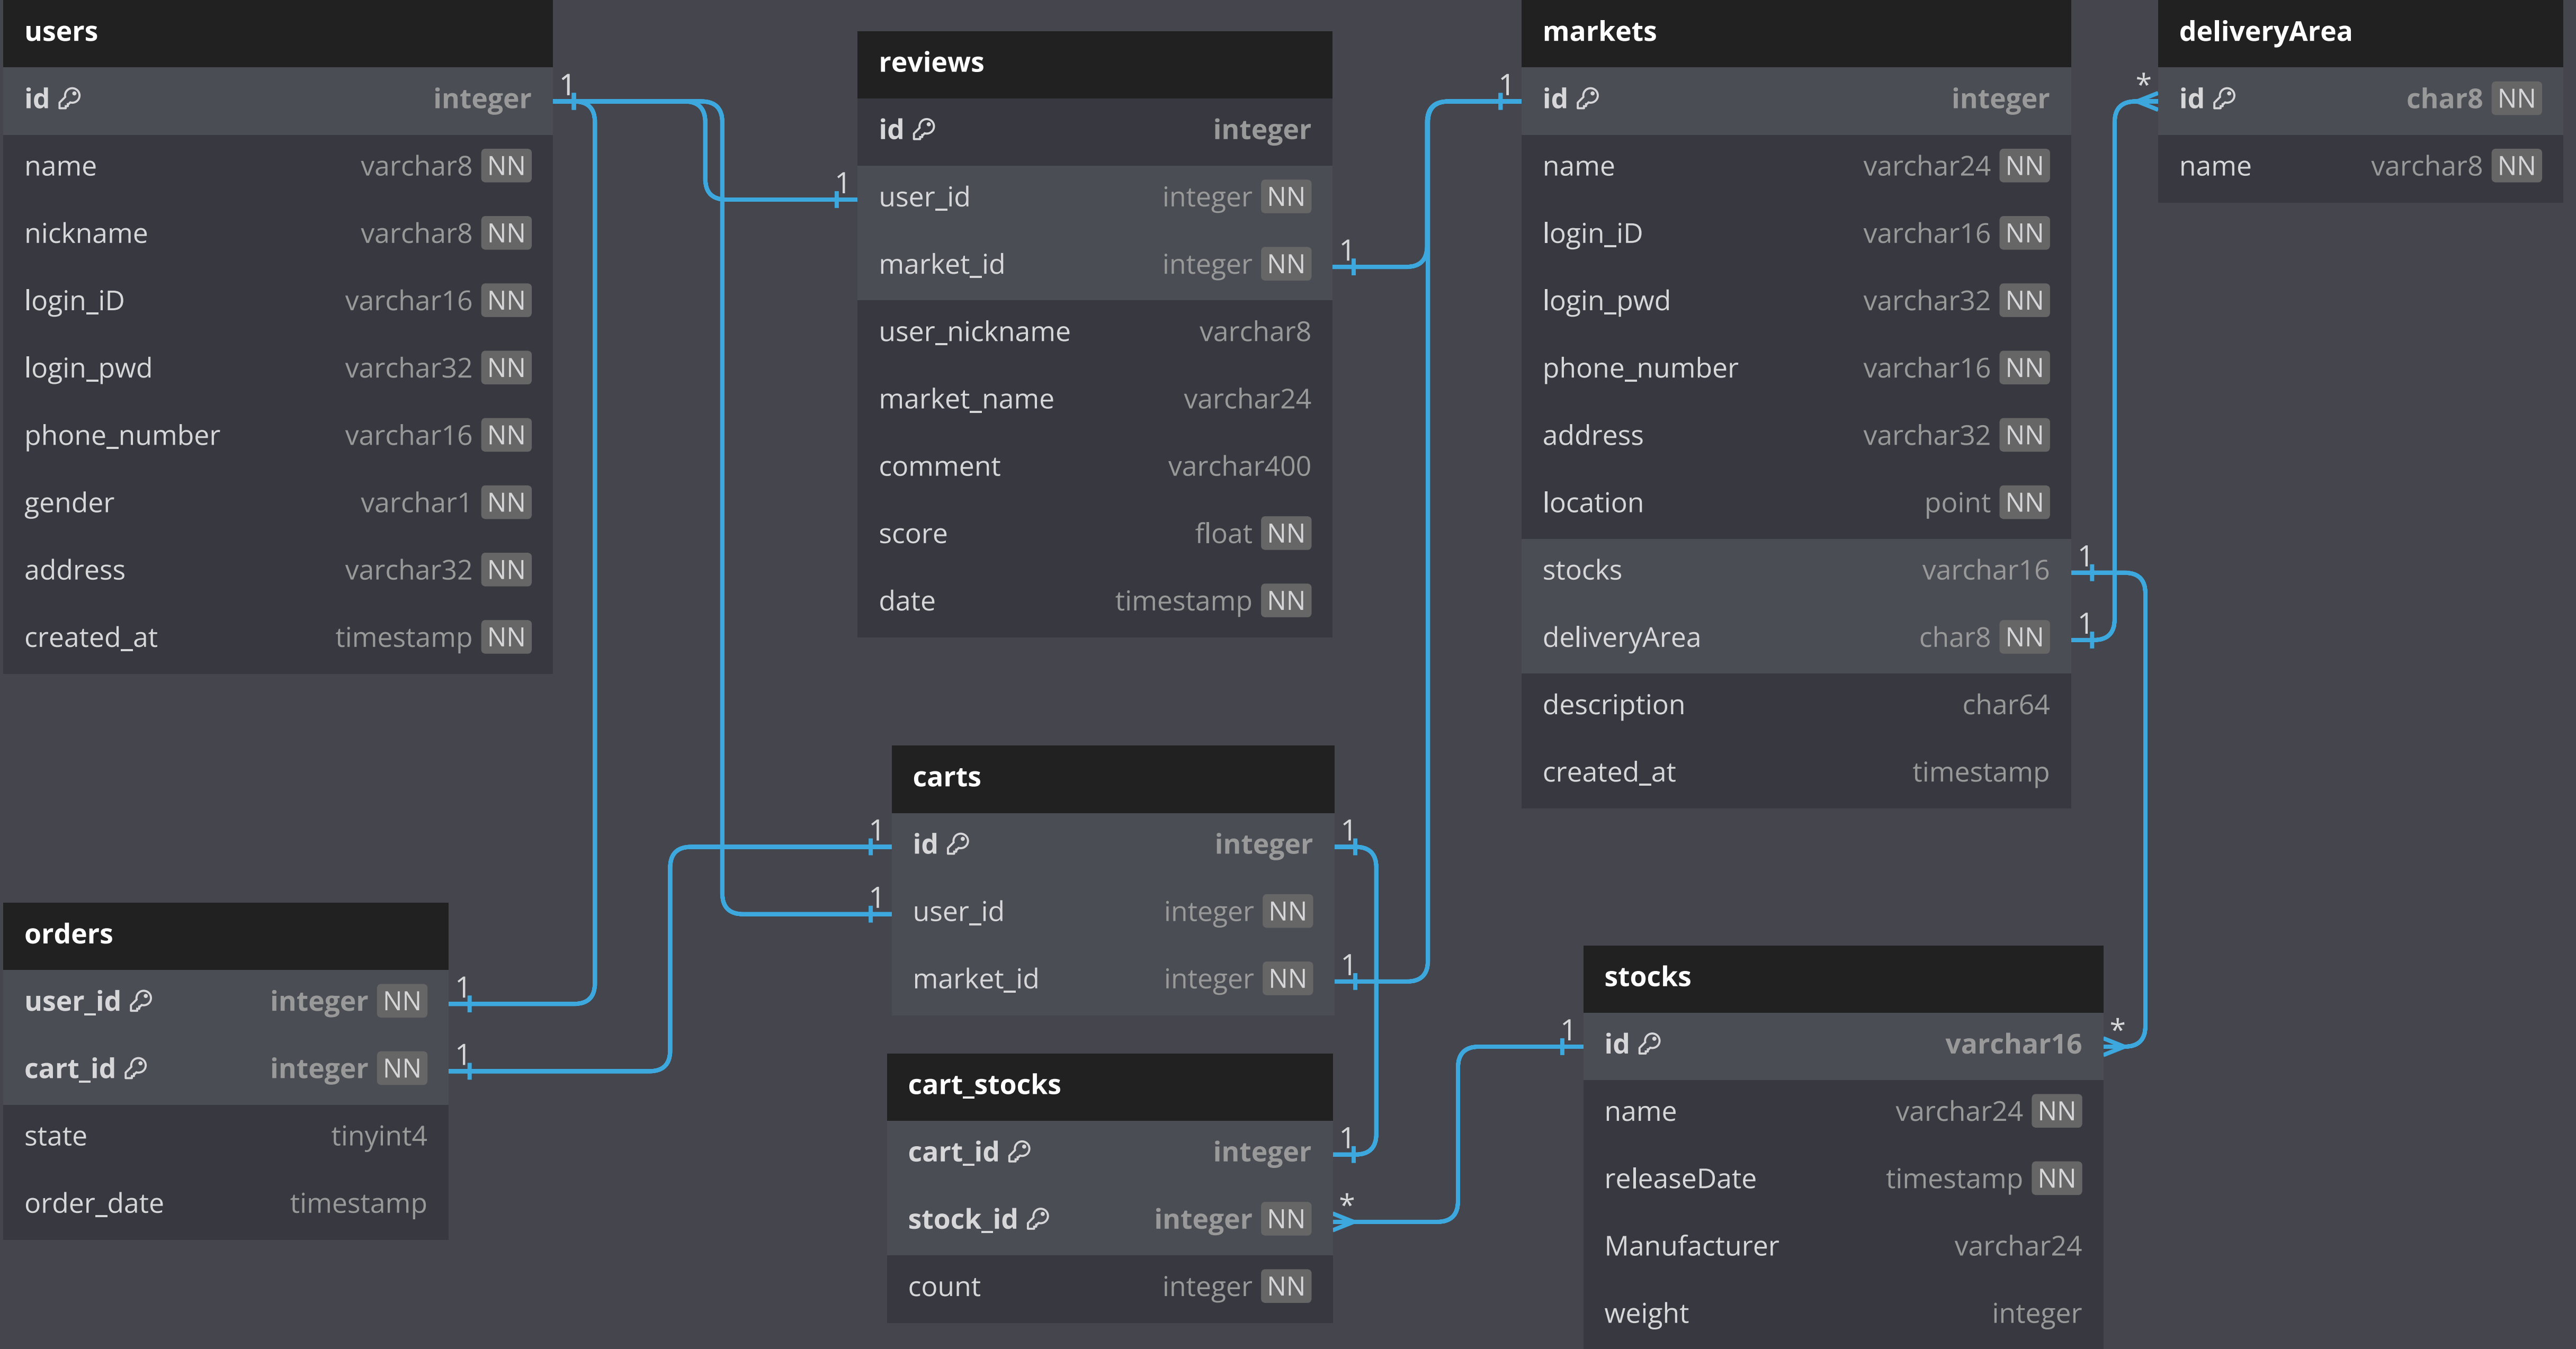 users
id integer
name varchar8 NN
nickname varchar8 NN
login_iD varchar16 NN
login_pwd varchar32 NN
phone_number varchar16 NN
gender varchar1 NN
address varchar32 NN
created_at timestamp NN
1
reviews
id integer
1
user_id integer NN
market_id integer NN
1
user_nickname varchar8
market_name varchar24
comment varchar400
score float NN
date timestamp NN
markets
1
id integer
name varchar24 NN
login_iD varchar16 NN
login_pwd varchar32 NN
phone_number varchar16 NN
address varchar32 NN
location point NN
stocks varchar16
1
deliveryArea char8 NN
1
description char64
created_at timestamp
deliveryArea
*
id char8 NN
name varchar8 NN
orders
user_id integer NN
1
cart_id integer NN
1
state tinyint4
order_date timestamp
carts
1
id integer
1
1
user_id integer NN
market_id integer NN
1
cart_stocks
cart_id integer
1
stock_id integer NN
*
count integer NN
stocks
1
id varchar16
*
name varchar24 NN
releaseDate timestamp NN
Manufacturer varchar24
weight integer